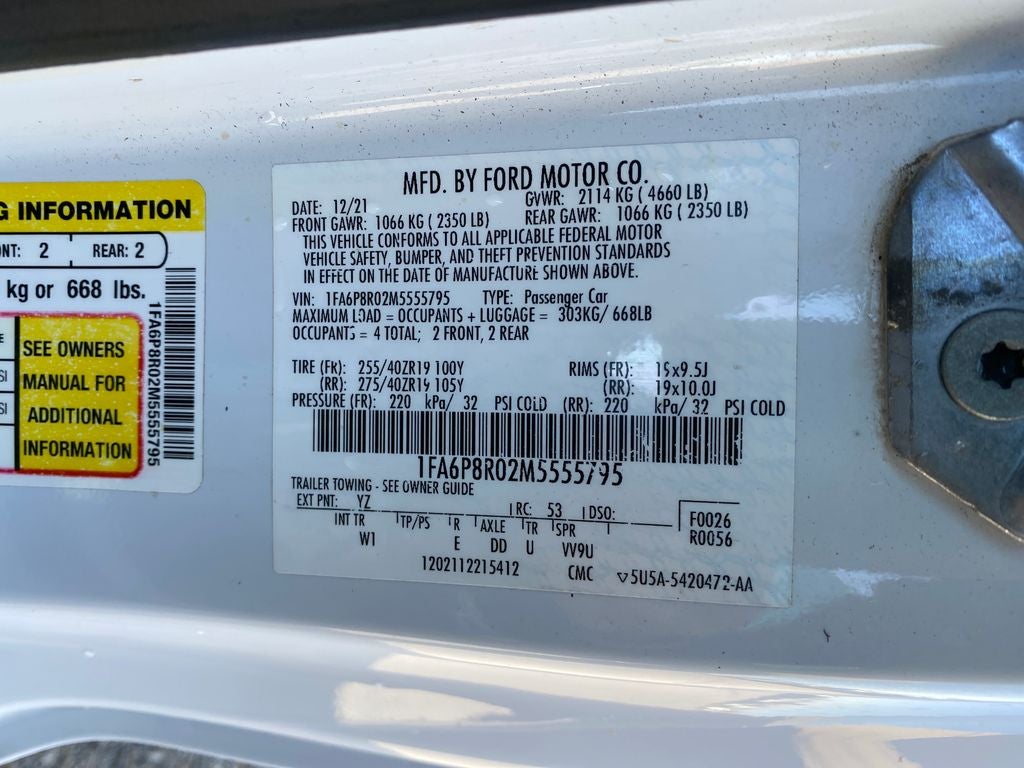 G INFORMATION
NT: 2 REAR: 2
kg or 668 lbs.
SEE OWNERS
MANUAL FOR
ADDITIONAL
INFORMATION
1FA6P8R02M5555795
MFD. BY FORD MOTOR CO.
DATE: 12/21 GVWR: 2114 KG ( 4660 LB)
FRONT GAWR: 1066 KG ( 2350 LB) REAR GAWR: 1066 KG ( 2350 LB)
THIS VEHICLE CONFORMS TO ALL APPLICABLE FEDERAL MOTOR
VEHICLE SAFETY, BUMPER, AND THEFT PREVENTION STANDARDS
IN EFFECT ON THE DATE OF MANUFACTURE SHOWN ABOVE.
VIN: 1FA6P8R02M5555795 TYPE: Passenger Car
MAXIMUM LOAD = OCCUPANTS + LUGGAGE = 303KG/ 668LB
OCCUPANTS = 4 TOTAL; 2 FRONT, 2 REAR
TIRE (FR): 255/40ZR19 100Y RIMS (FR): 19x9.5J
(RR): 275/40ZR19 105Y (RR): 19x10.0J
PRESSURE (FR): 220 kPa/ 32 PSI COLD (RR): 220 kPa/ 32 PSI COLD
1FA6P8R02M5555795
TRAILER TOWING - SEE OWNER GUIDE
EXT PNT: YZ RC: 53 DSO: F0026
INT TR TP/PS R AXLE TR SPR R0056
W1 E DD U VV9U
1202112215412 CMC ▽5U5A-5420472-AA